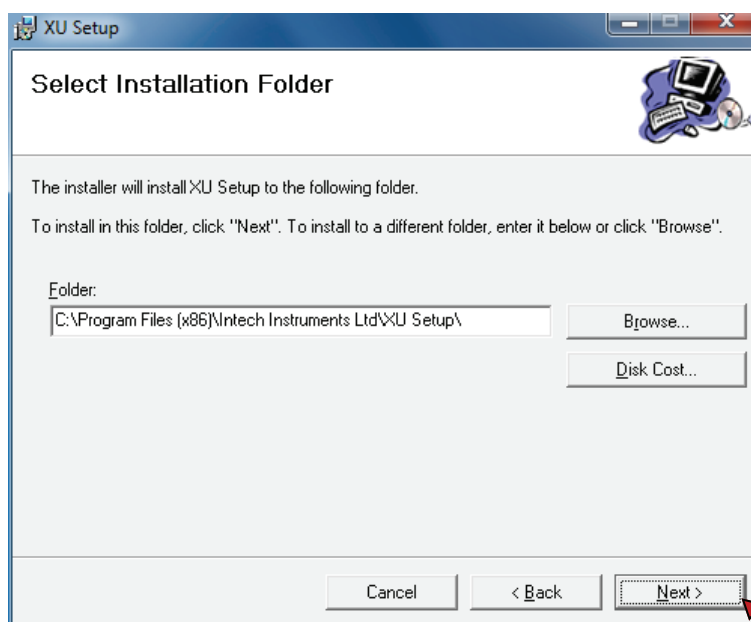 XU Setup
Select Installation Folder
The installer will install XU Setup to the following folder.
To install in this folder, click "Next". To install to a different folder, enter it below or click "Browse".
Folder:
C:\Program Files (x86)\Intech Instruments Ltd\XU Setup\
Browse...
Disk Cost...
Cancel
< Back
Next >